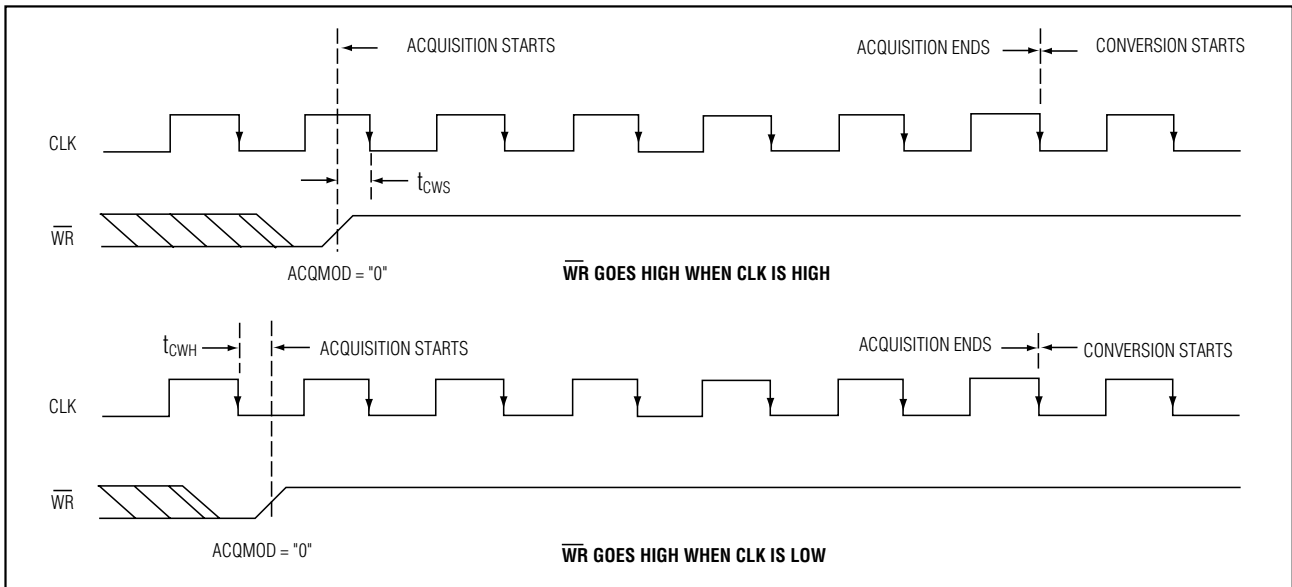 ACQUISITION STARTS
ACQUISITION ENDS
CONVERSION STARTS
CLK
tCWS
WR
ACQMOD = "0"
WR GOES HIGH WHEN CLK IS HIGH
tCWH
ACQUISITION STARTS
ACQUISITION ENDS
CONVERSION STARTS
CLK
WR
ACQMOD = "0"
WR GOES HIGH WHEN CLK IS LOW